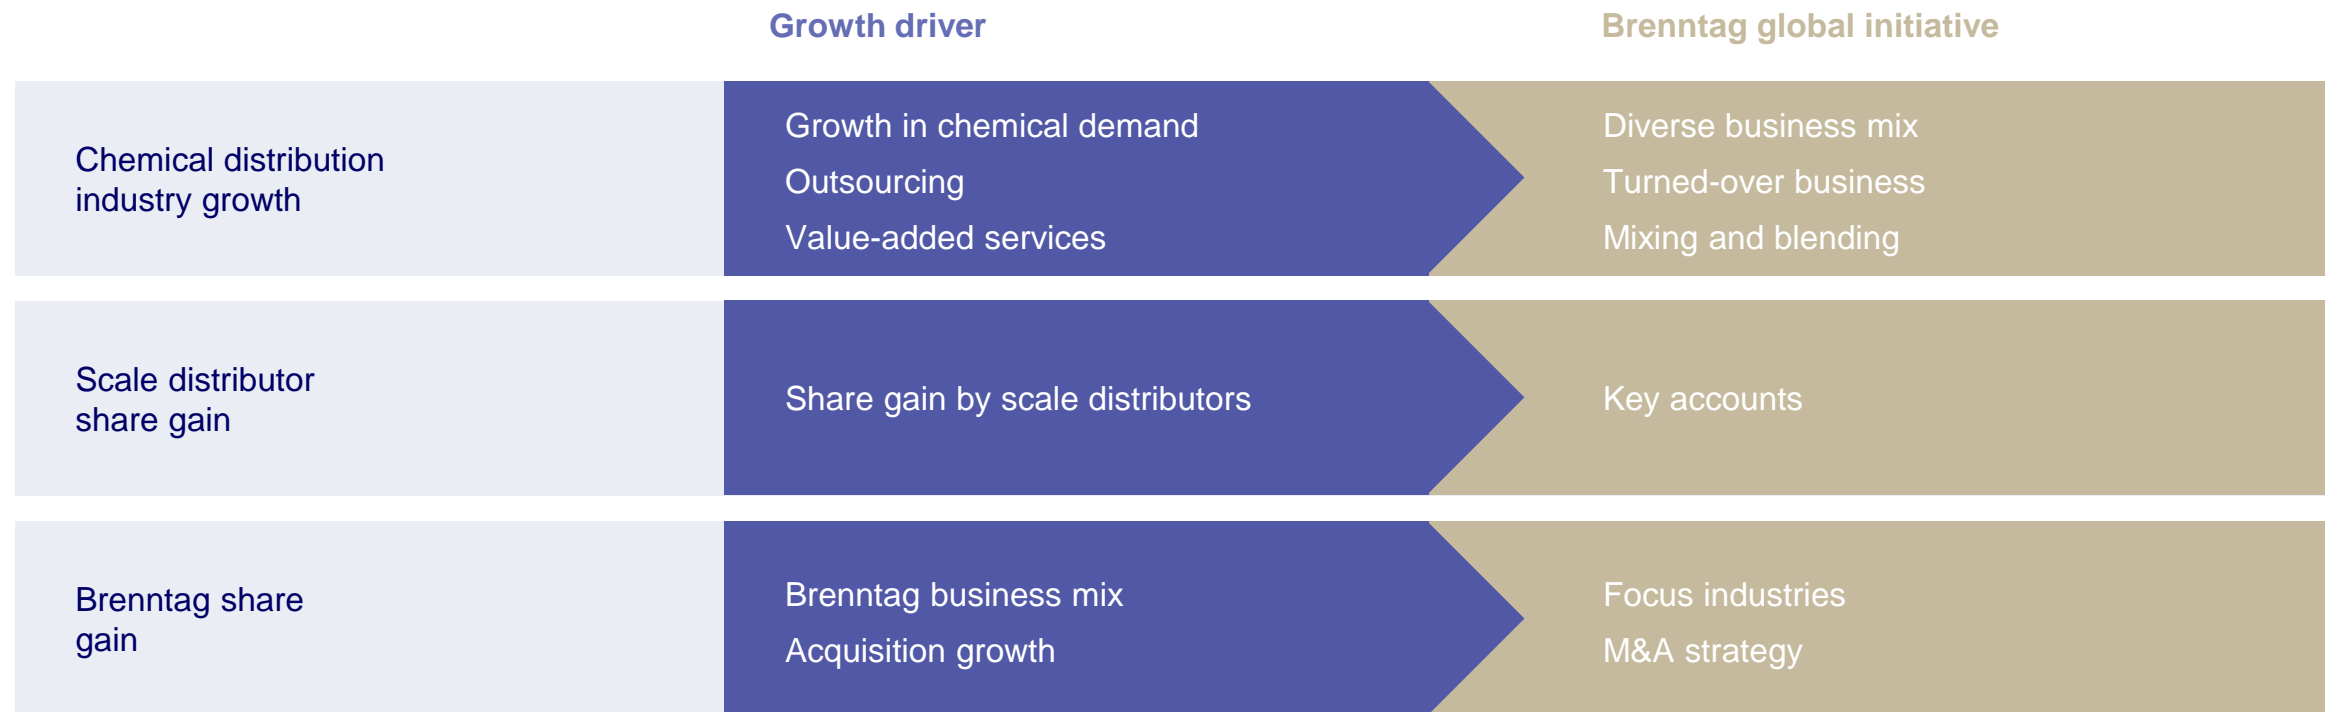 Growth driver
Brenntag global initiative
Chemical distribution
industry growth
Growth in chemical demand
Outsourcing
Value-added services
Diverse business mix
Turned-over business
Mixing and blending
Scale distributor
share gain
Share gain by scale distributors
Key accounts
Brenntag share
gain
Brenntag business mix
Acquisition growth
Focus industries
M&A strategy